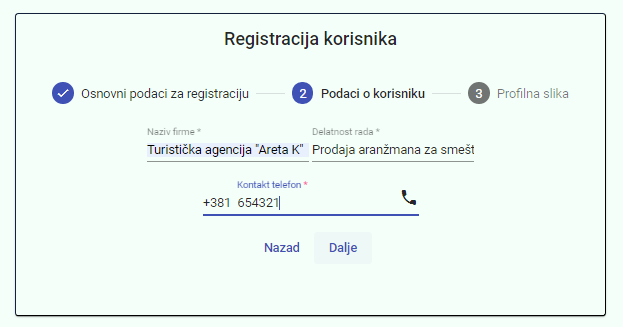 Registracija korisnika
Osnovni podaci za registraciju 2 Podaci o korisniku 3 Profilna slika
Naziv firme * Delatnost rada *
Turistička agencija "Areta K" Prodaja aranžmana za smešt
Kontakt telefon *
+381 654321
Nazad Dalje